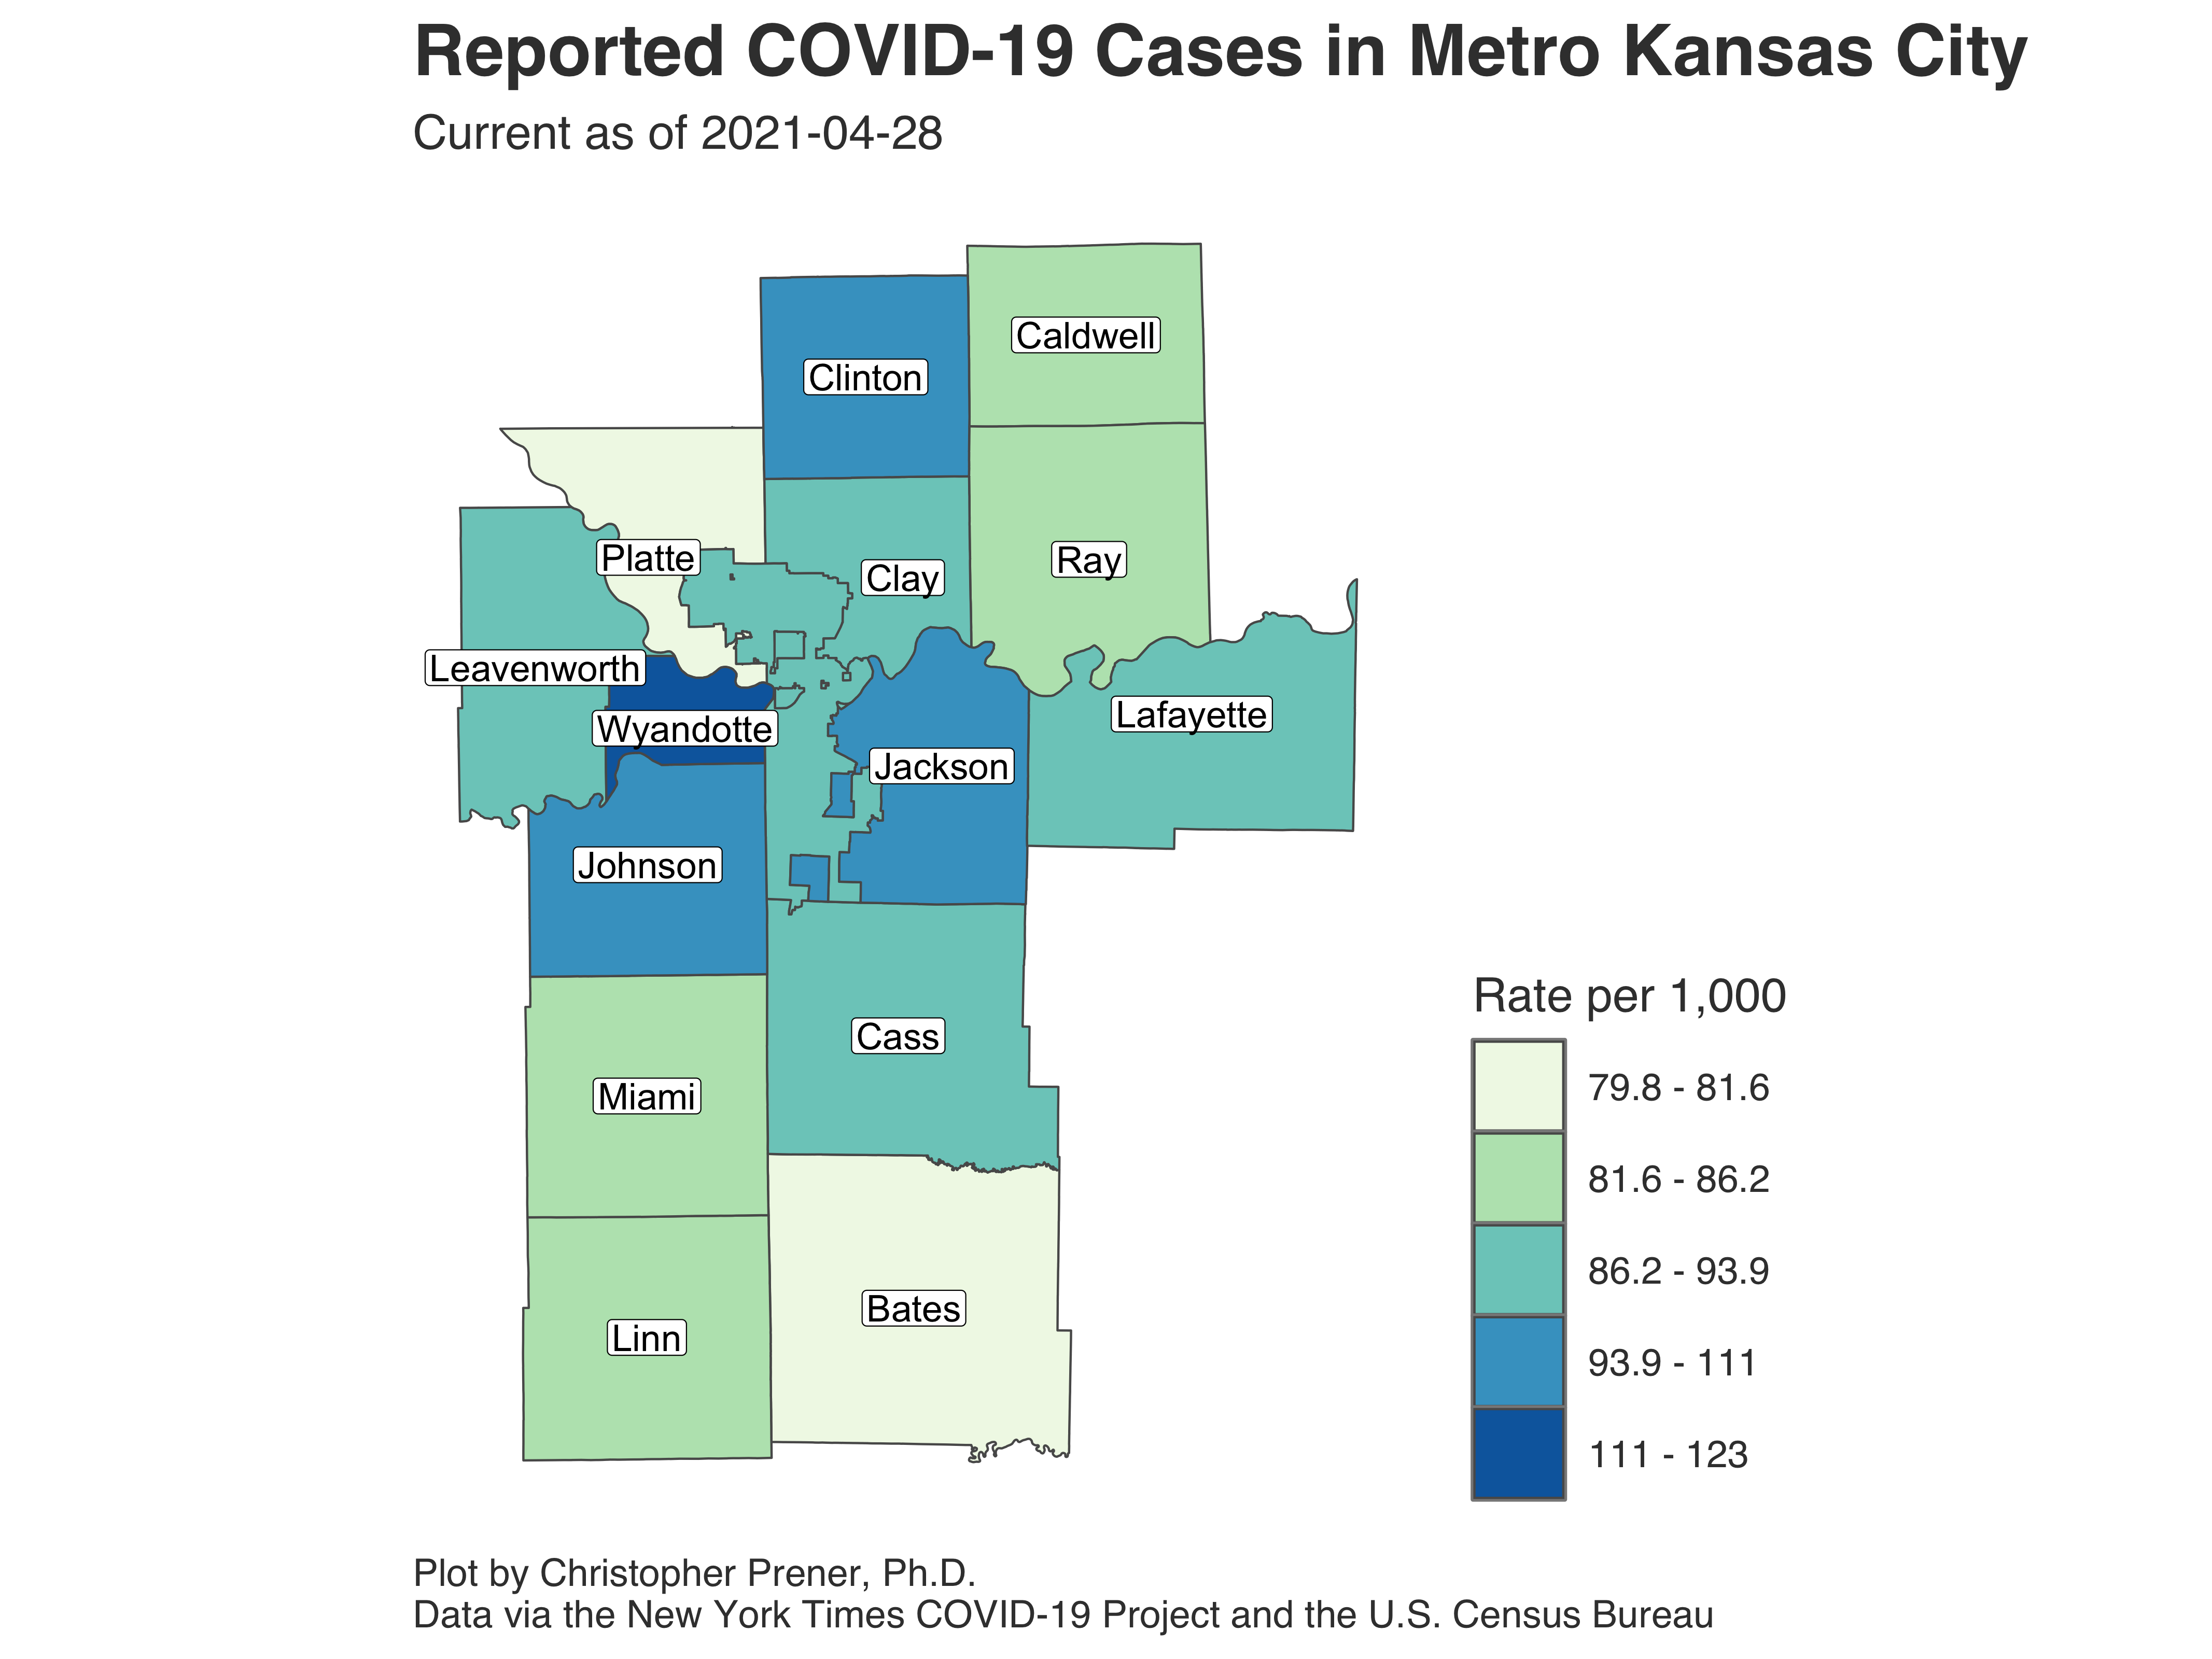 Reported COVID-19 Cases in Metro Kansas City
Current as of 2021-04-28
Caldwell
Clinton
Platte
Clay
Ray
Leavenworth
Wyandotte
Lafayette
Jackson
Johnson
Cass
Miami
Bates
Linn
Rate per 1,000
79.8 - 81.6
81.6 - 86.2
86.2 - 93.9
93.9 - 111
111 - 123
Plot by Christopher Prener, Ph.D.
Data via the New York Times COVID-19 Project and the U.S. Census Bureau